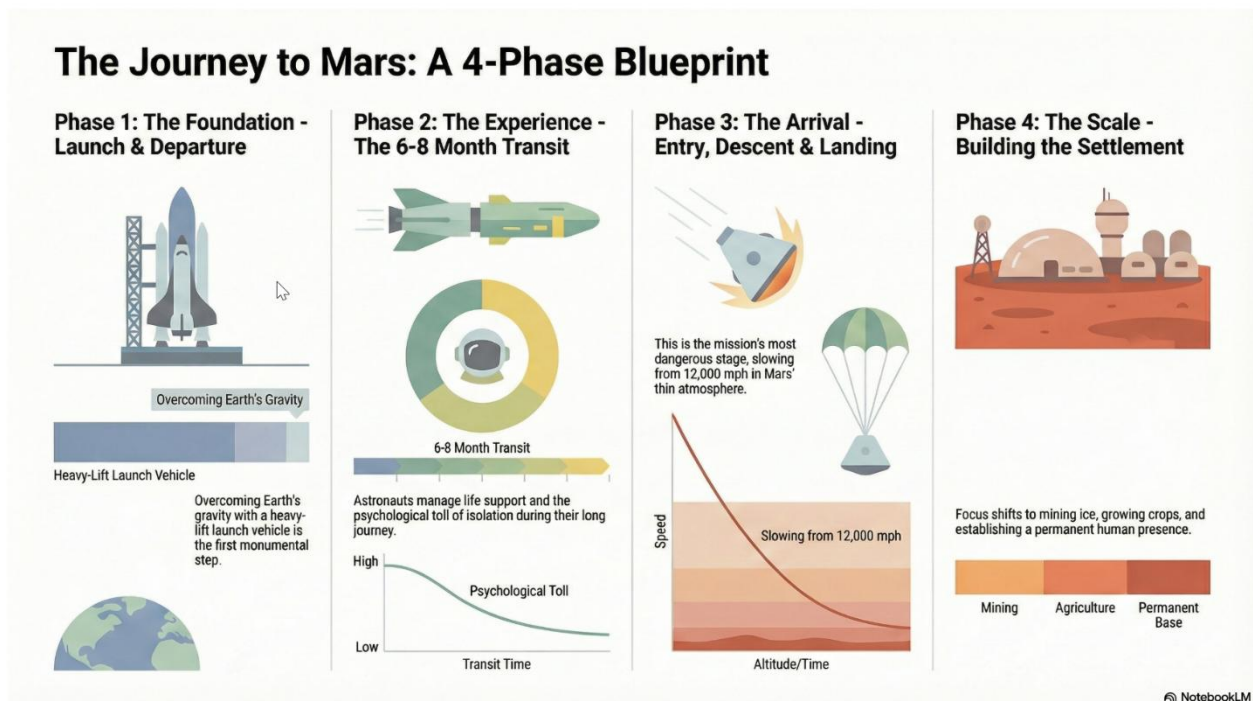 The Journey to Mars: A 4-Phase Blueprint
Phase 1: The Foundation -
Launch & Departure
Overcoming Earth's Gravity
Heavy-Lift Launch Vehicle
Overcoming Earth's
gravity with a heavy-
lift launch vehicle is
the first monumental
step.
Phase 2: The Experience -
The 6-8 Month Transit
6-8 Month Transit
Astronauts manage life support and the
psychological toll of isolation during their long
journey.
High
Psychological Toll
Low
Transit Time
Phase 3: The Arrival -
Entry, Descent & Landing
This is the mission's most
dangerous stage, slowing
from 12,000 mph in Mars'
thin atmosphere.
Speed
Slowing from 12,000 mph
Altitude/Time
Phase 4: The Scale -
Building the Settlement
Focus shifts to mining ice, growing crops, and
establishing a permanent human presence.
Mining
Agriculture
Permanent
Base
NotebookLM